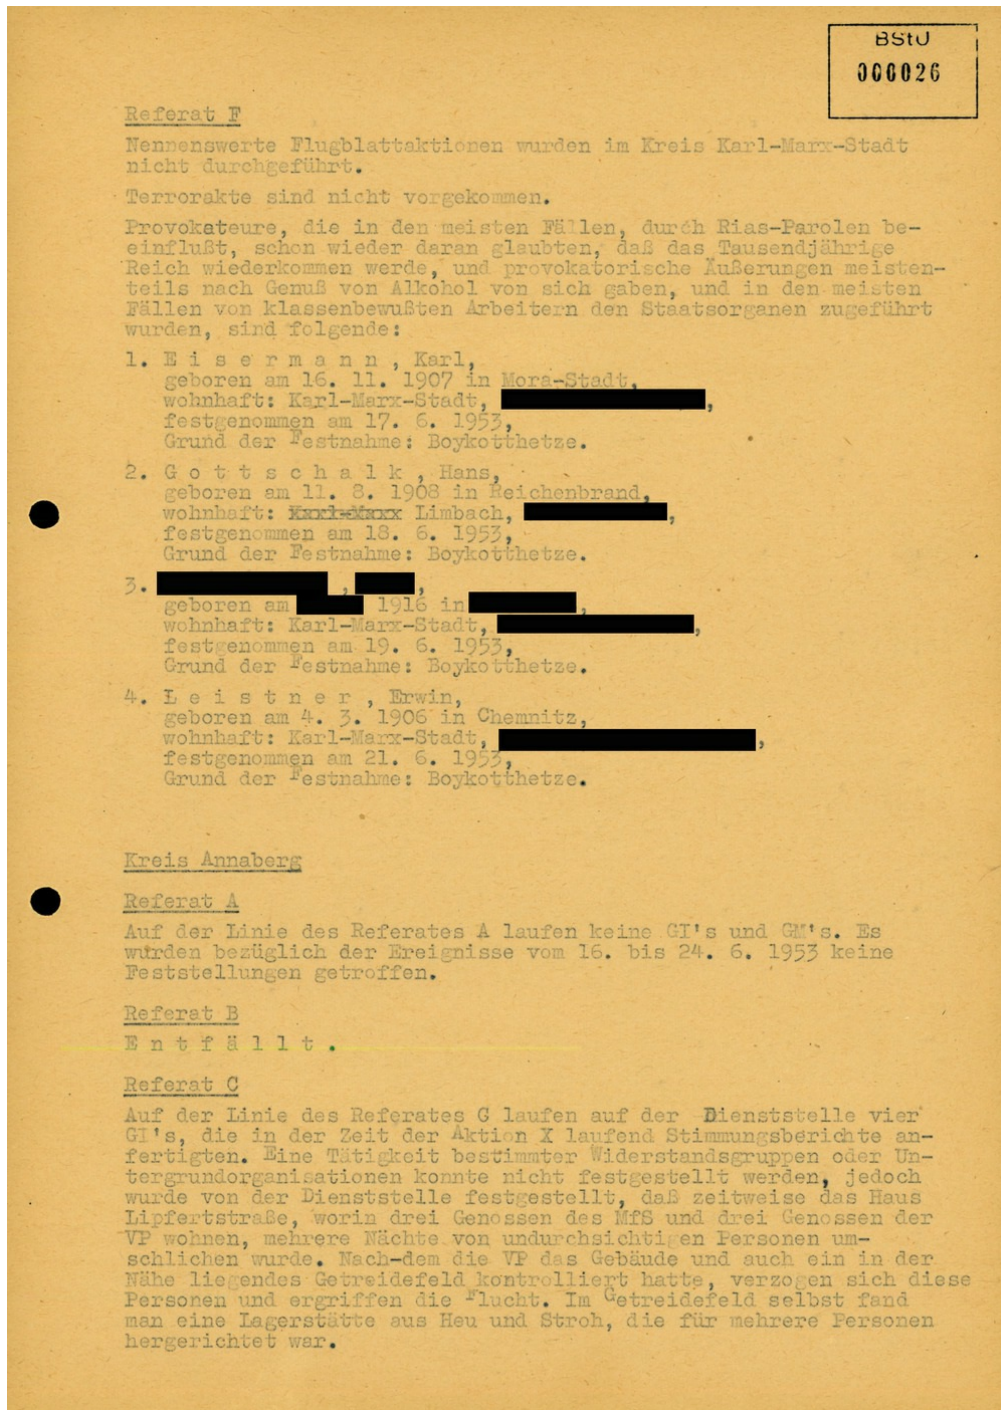 BStU
000026
Referat F
Nennenswerte Flugblattaktionen wurden im Kreis Karl-Marx-Stadt
nicht durchgeführt.
Terrorakte sind nicht vorgekommen.
Provokateure, die in den meisten Fällen, durch Rias-Parolen be-
einflußt, schon wieder daran glaubten, daß das Tausendjährige
Reich wiederkommen werde, und provokatorische Äußerungen meisten-
teils nach Genuß von Alkohol von sich gaben, und in den meisten
Fällen von klassenbewußten Arbeitern den Staatsorganen zugeführt
wurden, sind folgende:
1. E i s e r m a n n , Karl,
geboren am 16. 11. 1907 in Mora-Stadt,
wohnhaft: Karl-Marx-Stadt, ,
festgenommen am 17. 6. 1953,
Grund der Festnahme: Boykotthetze.
2. G o t t s c h a l k , Hans,
geboren am 11. 8. 1908 in Reichenbrand,
wohnhaft: Karl-Marx Limbach, ,
festgenommen am 18. 6. 1953,
Grund der Festnahme: Boykotthetze.
3. , ,
geboren am 1916 in ,
wohnhaft: Karl-Marx-Stadt, ,
festgenommen am 19. 6. 1953,
Grund der Festnahme: Boykotthetze.
4. L e i s t n e r , Erwin,
geboren am 4. 3. 1906 in Chemnitz,
wohnhaft: Karl-Marx-Stadt, ,
festgenommen am 21. 6. 1953,
Grund der Festnahme: Boykotthetze.
Kreis Annaberg
Referat A
Auf der Linie des Referates A laufen keine GI's und GM's. Es
wurden bezüglich der Ereignisse vom 16. bis 24. 6. 1953 keine
Feststellungen getroffen.
Referat B
E n t f ä l l t .
Referat C
Auf der Linie des Referates C laufen auf der Dienststelle vier
GI's, die in der Zeit der Aktion X laufend Stimmungsberichte an-
fertigten. Eine Tätigkeit bestimmter Widerstandsgruppen oder Un-
tergrundorganisationen konnte nicht festgestellt werden, jedoch
wurde von der Dienststelle festgestellt, daß zeitweise das Haus
Lipfertstraße, worin drei Genossen des MfS und drei Genossen der
VP wohnen, mehrere Nächte von undurchsichtigen Personen um-
schlichen wurde. Nach-dem die VP das Gebäude und auch ein in der
Nähe liegendes Getreidefeld kontrolliert hatte, verzogen sich diese
Personen und ergriffen die Flucht. Im Getreidefeld selbst fand
man eine Lagerstätte aus Heu und Stroh, die für mehrere Personen
hergerichtet war.